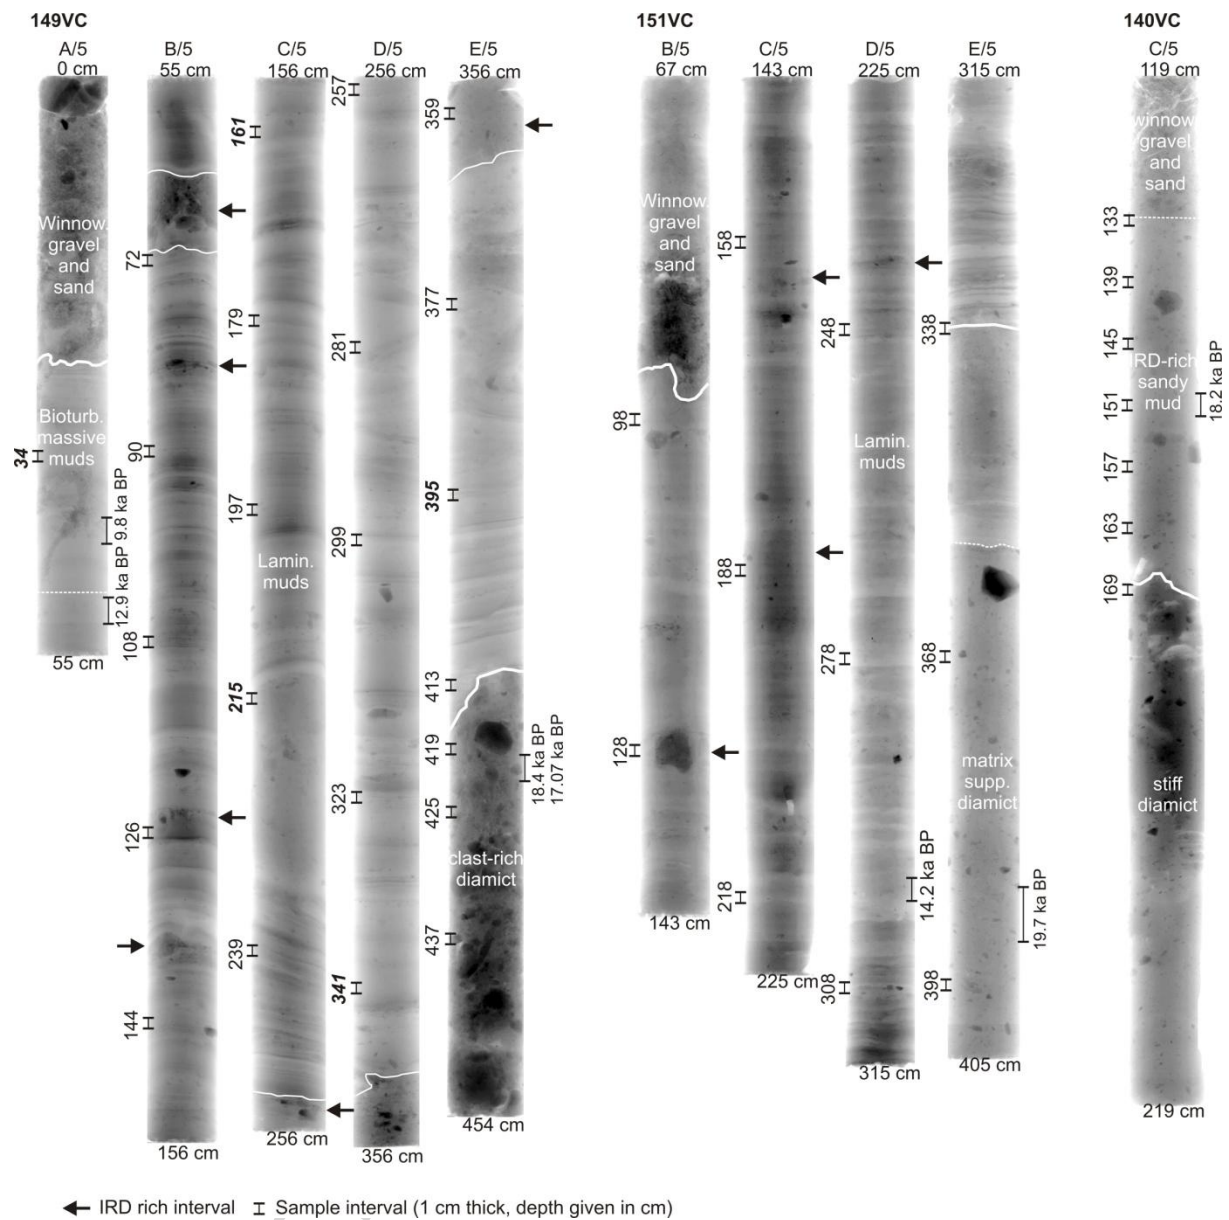 149VC
151VC
140VC
A/5
0 cm
B/5
55 cm
C/5
156 cm
D/5
256 cm
E/5
356 cm
B/5
67 cm
C/5
143 cm
D/5
225 cm
E/5
315 cm
C/5
119 cm
Winnow.
gravel
and
sand
Bioturb.
massive
muds
34
9.8 ka BP
12.9 ka BP
55 cm
72
90
108
126
144
156 cm
161
179
197
Lamin.
muds
215
239
256 cm
257
281
299
323
341
356 cm
359
377
395
413
419
425
437
18.4 ka BP
17.07 ka BP
clast-rich
diamict
454 cm
Winnow.
gravel
and
sand
98
128
143 cm
158
188
218
225 cm
248
Lamin.
muds
278
14.2 ka BP
308
315 cm
338
368
matrix
supp.
diamict
19.7 ka BP
398
405 cm
winnow.
gravel
and
sand
133
139
145
IRD-rich
sandy
mud
151
18.2 ka BP
157
163
169
stiff
diamict
219 cm
IRD rich interval
Sample interval (1 cm thick, depth given in cm)